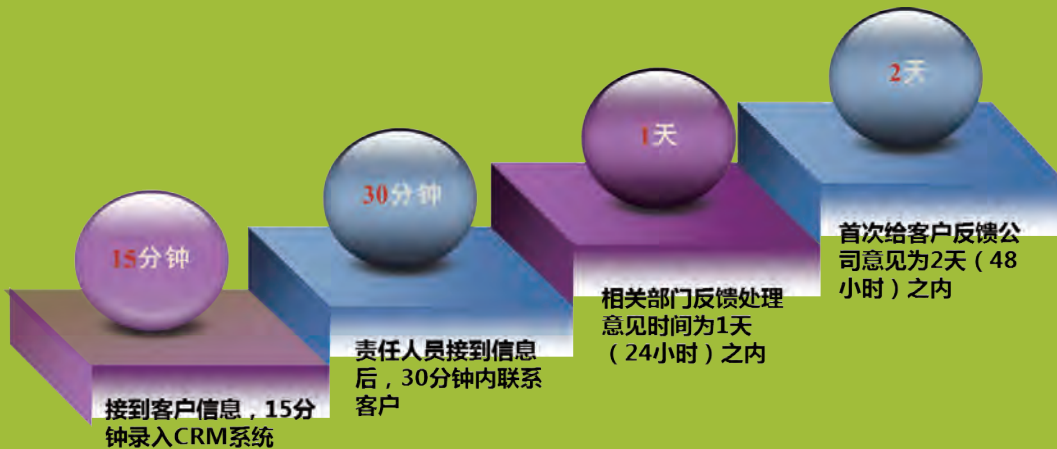 15分钟
接到客户信息，15分
钟录入CRM系统
30分钟
责任人员接到信息
后，30分钟内联系
客户
1天
相关部门反馈处理
意见时间为1天
（24小时）之内
2天
首次给客户反馈公
司意见为2天（48
小时）之内